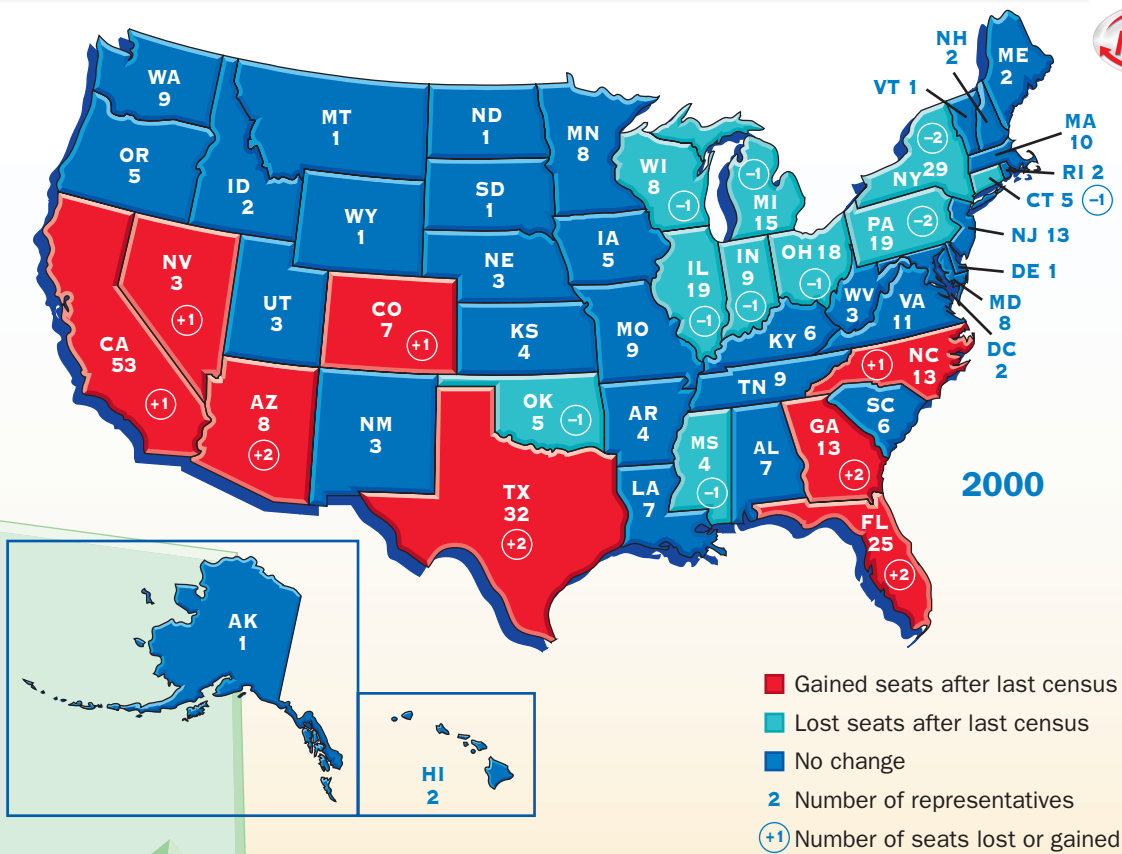 WA
9
OR
5
ID
2
MT
1
WY
1
ND
1
SD
1
NE
3
KS
4
MN
8
IA
5
MO
9
AR
4
LA
7
WI
8
−1
−1
MI
15
IL
19
−1
IN
9
−1
OH 18
−1
KY 6
TN 9
MS
4
−1
AL
7
GA
13
+2
FL
25
+2
SC
6
+1
NC
13
VA
11
WV
3
PA
19
−2
−2
NY 29
VT 1
NH
2
ME
2
MA
10
RI 2
CT 5 −1
NJ 13
DE 1
MD
8
DC
2
CA
53
+1
NV
3
+1
UT
3
CO
7
+1
AZ
8
+2
NM
3
OK
5
−1
TX
32
+2
2000
AK
1
HI
2
Gained seats after last census
Lost seats after last census
No change
2 Number of representatives
+1 Number of seats lost or gained